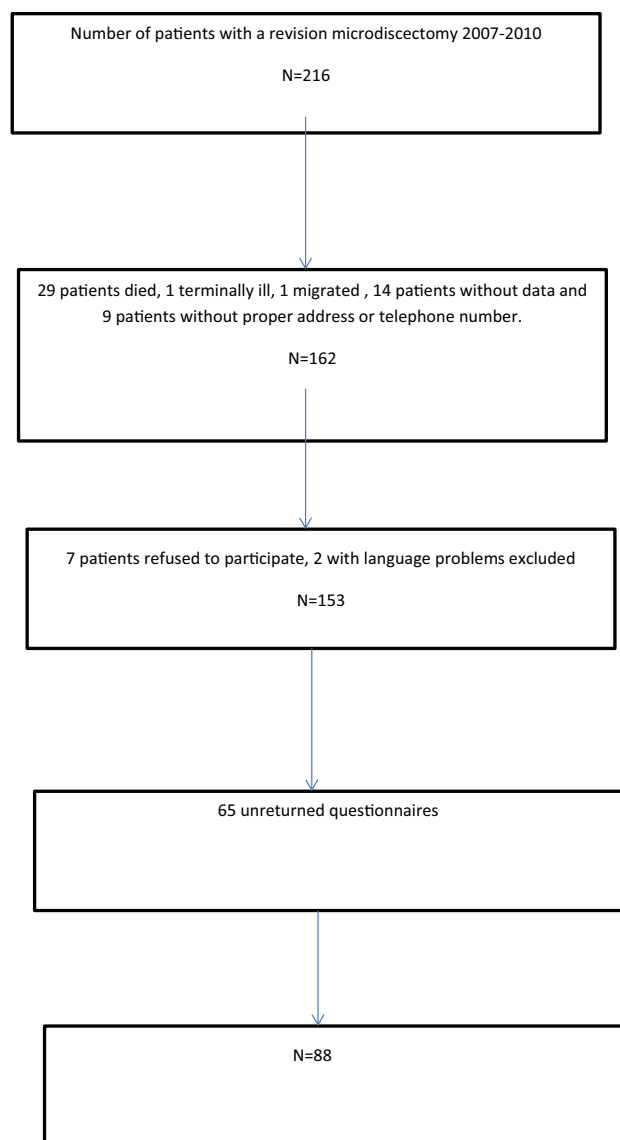 Number of patients with a revision microdiscectomy 2007-2010
N=216
29 patients died, 1 terminally ill, 1 migrated , 14 patients without data and
9 patients without proper address or telephone number.
N=162
7 patients refused to participate, 2 with language problems excluded
N=153
65 unreturned questionnaires
N=88